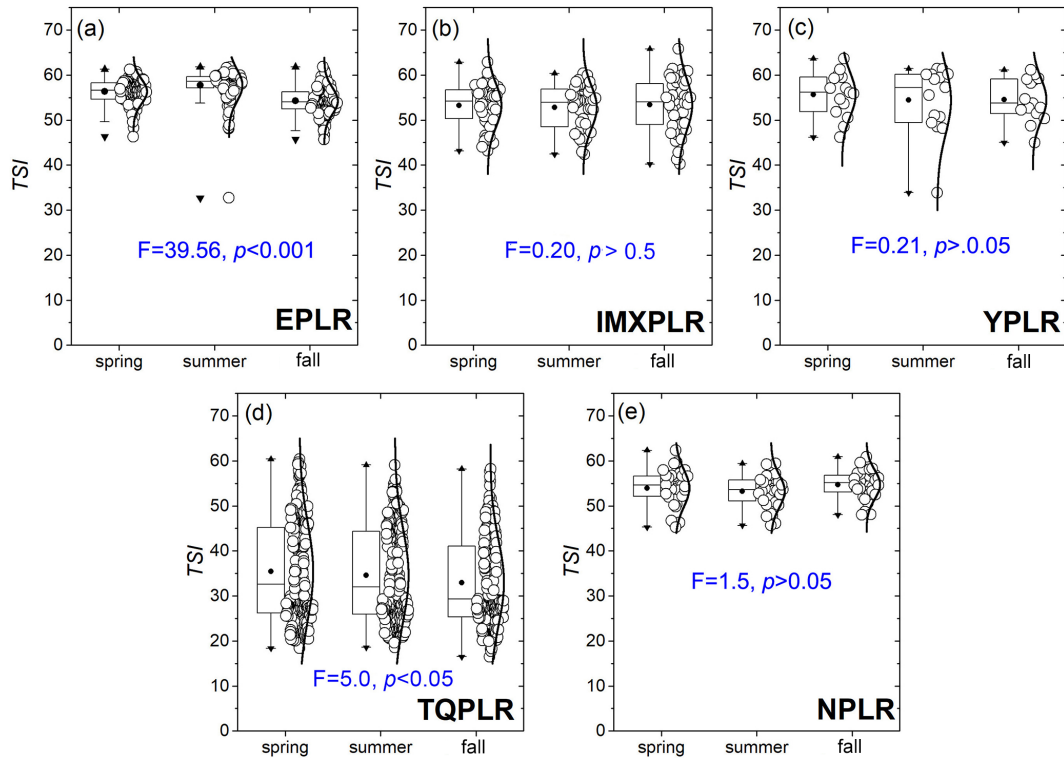 (a)
70
60
50
40
30
20
10
0
TSI
F=39.56, p<0.001
EPLR
spring summer fall
(b)
70
60
50
40
30
20
10
0
TSI
F=0.20, p> 0.5
IMXPLR
spring summer fall
(c)
70
60
50
40
30
20
10
0
TSI
F=0.21, p>.0.05
YPLR
spring summer fall
(d)
70
60
50
40
30
20
10
0
TSI
F=5.0, p<0.05
TQPLR
spring summer fall
(e)
70
60
50
40
30
20
10
0
TSI
F=1.5, p>0.05
NPLR
spring summer fall